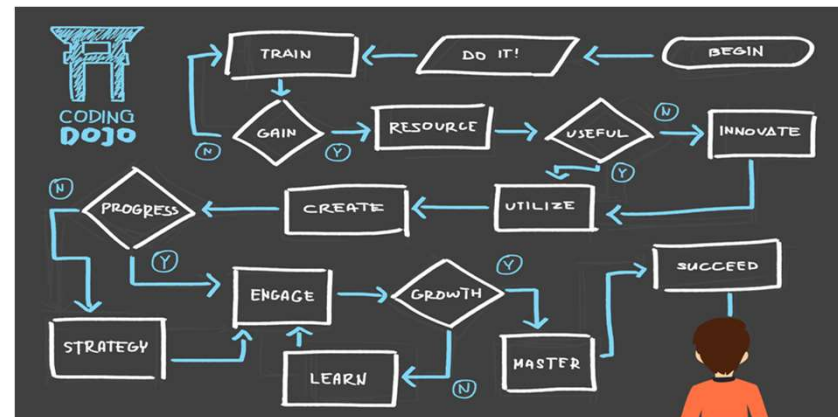 CODING
DOJO
TRAIN
DO IT!
BEGIN
GAIN
N
Y
RESOURCE
USEFUL
N
Y
INNOVATE
N
PROGRESS
Y
CREATE
UTILIZE
ENGAGE
GROWTH
Y
N
SUCCEED
STRATEGY
LEARN
MASTER